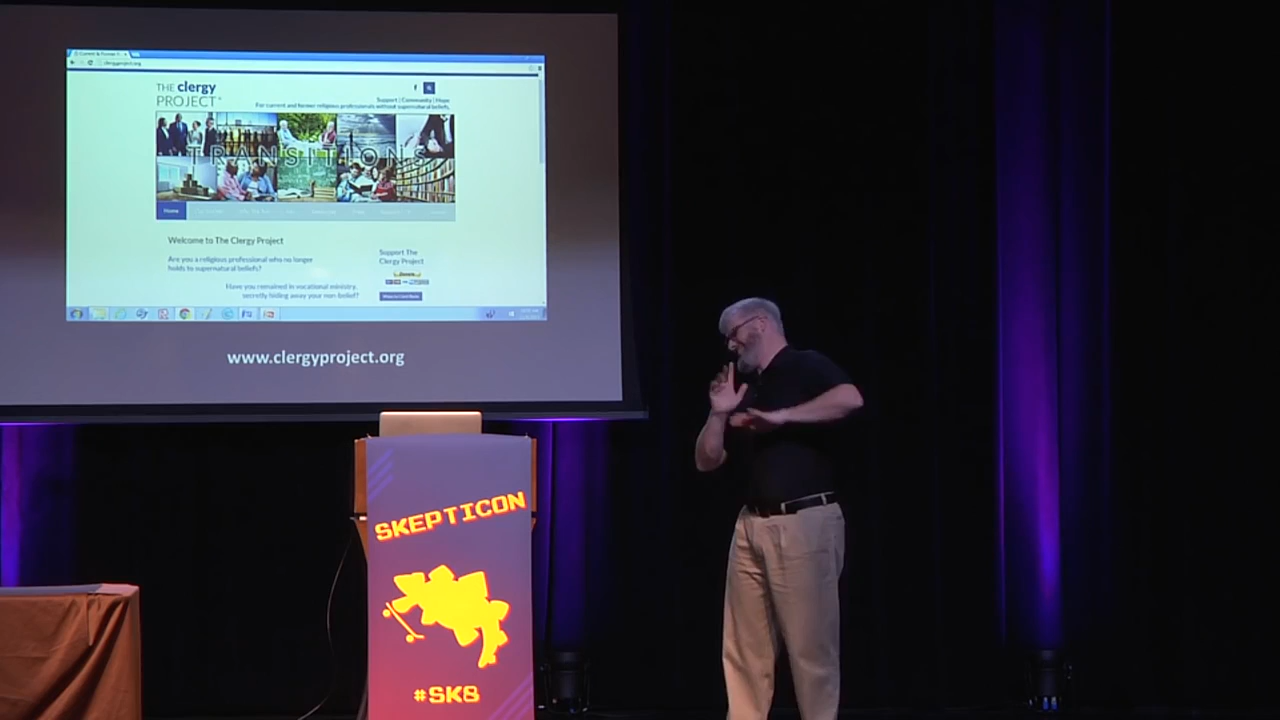 THE clergy
PROJECT
Support | Community | Hope
For current and former religious professionals without supernatural beliefs.
TRANSITIONS
Home
Welcome to The Clergy Project
Are you a religious professional who no longer
holds to supernatural beliefs?
Have you remained in vocational ministry,
secretly hiding away your non-belief?
Support The
Clergy Project
Donate
www.clergyproject.org
SKEPTICON
#SK8